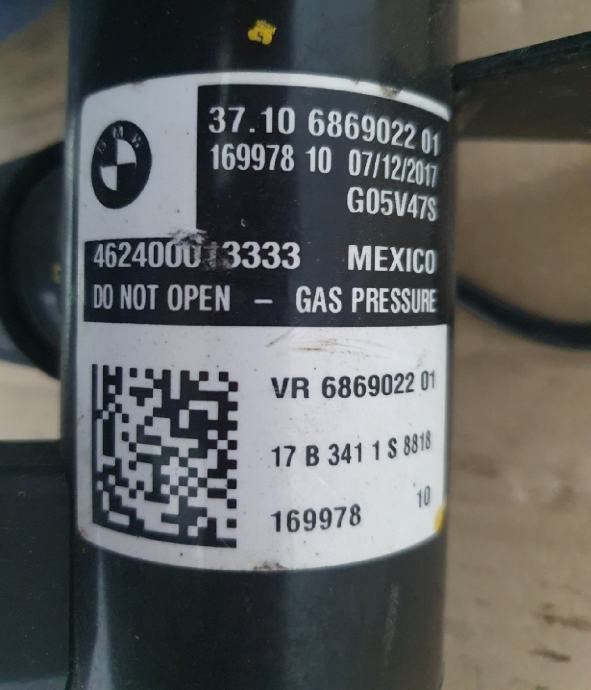 BMW
37.10 6869022 01
169978 10 07/12/2017
G05V47S
MEXICO
DO NOT OPEN – GAS PRESSURE
VR 6869022 01
17 B 341 1 S 8818
169978 10